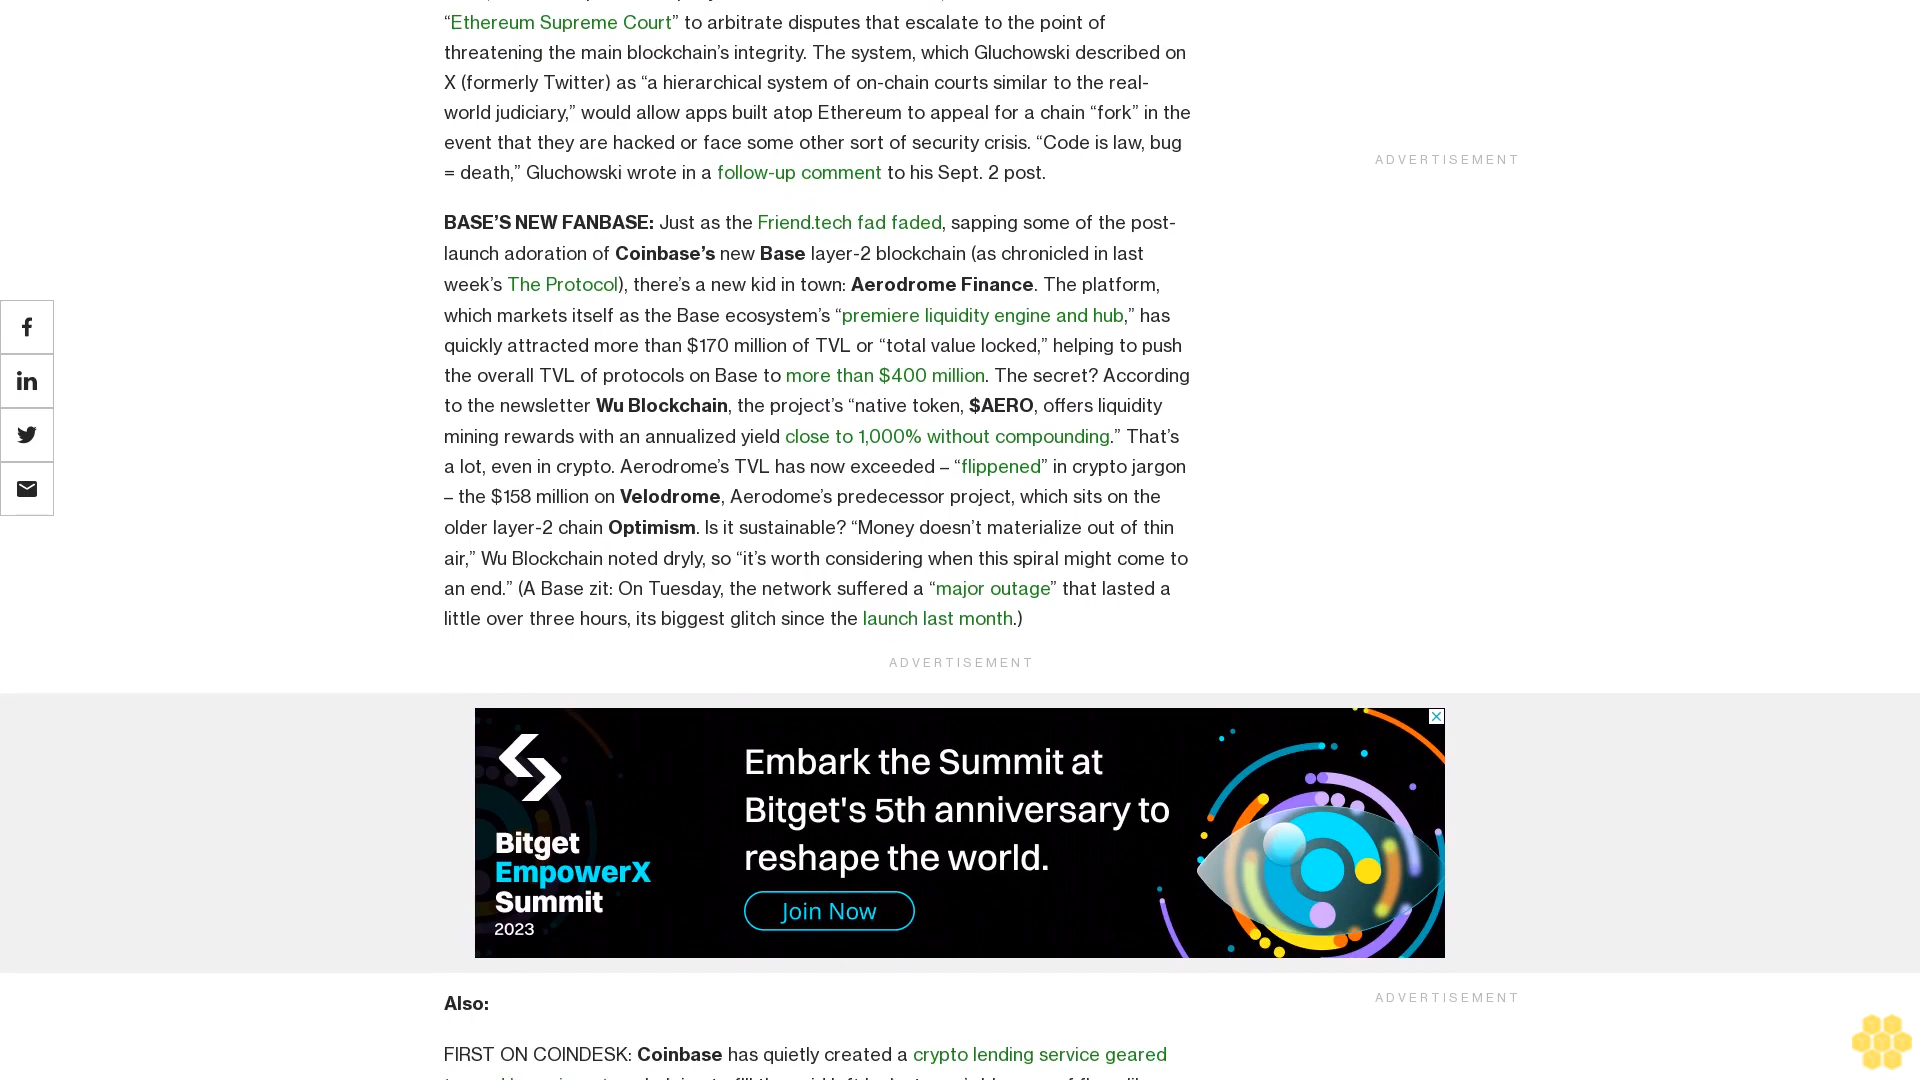 “Ethereum Supreme Court” to arbitrate disputes that escalate to the point of
threatening the main blockchain’s integrity. The system, which Gluchowski described on
X (formerly Twitter) as “a hierarchical system of on-chain courts similar to the real-
world judiciary,” would allow apps built atop Ethereum to appeal for a chain “fork” in the
event that they are hacked or face some other sort of security crisis. “Code is law, bug
= death,” Gluchowski wrote in a follow-up comment to his Sept. 2 post.
ADVERTISEMENT
BASE’S NEW FANBASE: Just as the Friend.tech fad faded, sapping some of the post-
launch adoration of Coinbase’s new Base layer-2 blockchain (as chronicled in last
week’s The Protocol), there’s a new kid in town: Aerodrome Finance. The platform,
which markets itself as the Base ecosystem’s “premiere liquidity engine and hub,” has
quickly attracted more than $170 million of TVL or “total value locked,” helping to push
the overall TVL of protocols on Base to more than $400 million. The secret? According
to the newsletter Wu Blockchain, the project’s “native token, $AERO, offers liquidity
mining rewards with an annualized yield close to 1,000% without compounding.” That’s
a lot, even in crypto. Aerodrome’s TVL has now exceeded – “flippened” in crypto jargon
– the $158 million on Velodrome, Aerodome’s predecessor project, which sits on the
older layer-2 chain Optimism. Is it sustainable? “Money doesn’t materialize out of thin
air,” Wu Blockchain noted dryly, so “it’s worth considering when this spiral might come to
an end.” (A Base zit: On Tuesday, the network suffered a “major outage” that lasted a
little over three hours, its biggest glitch since the launch last month.)
ADVERTISEMENT
Bitget
EmpowerX
Summit
2023
Embark the Summit at
Bitget's 5th anniversary to
reshape the world.
Join Now
Also:
ADVERTISEMENT
FIRST ON COINDESK: Coinbase has quietly created a crypto lending service geared